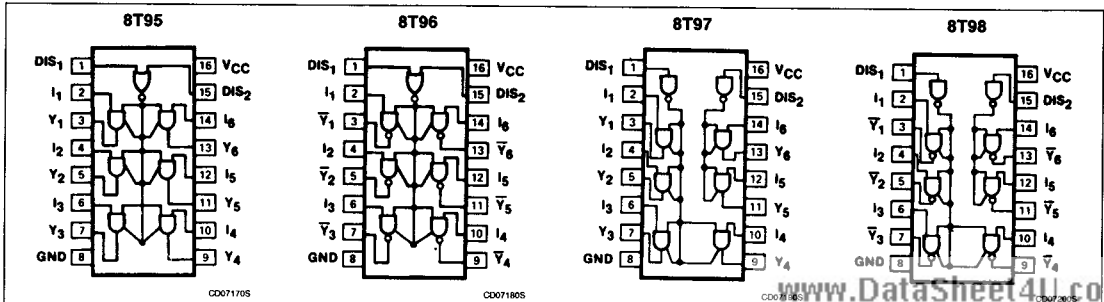 8T95
DIS₁ 1 16 VCC
15 DIS₂
I₁ 2 14 I₆
Y₁ 3 13 Y₆
I₂ 4 12 I₅
Y₂ 5 11 Y₅
I₃ 6 10 I₄
Y₃ 7 9 Y₄
GND 8
CD07170S
8T96
DIS₁ 1 16 VCC
15 DIS₂
I₁ 2 14 I₆
Y̅₁ 3 13 Y̅₆
I₂ 4 12 I₅
Y̅₂ 5 11 Y̅₅
I₃ 6 10 I₄
Y̅₃ 7 9 Y̅₄
GND 8
CD07180S
8T97
DIS₁ 1 16 VCC
15 DIS₂
I₁ 2 14 I₆
Y₁ 3 13 Y₆
I₂ 4 12 I₅
Y₂ 5 11 Y₅
I₃ 6 10 I₄
Y₃ 7 9 Y₄
GND 8
8T98
DIS₁ 1 16 VCC
15 DIS₂
I₁ 2 14 I₆
Y̅₁ 3 13 Y̅₆
I₂ 4 12 I₅
Y̅₂ 5 11 Y̅₅
I₃ 6 10 I₄
Y̅₃ 7 9 Y̅₄
GND 8
CD07200S
www.DataSheet4U.co